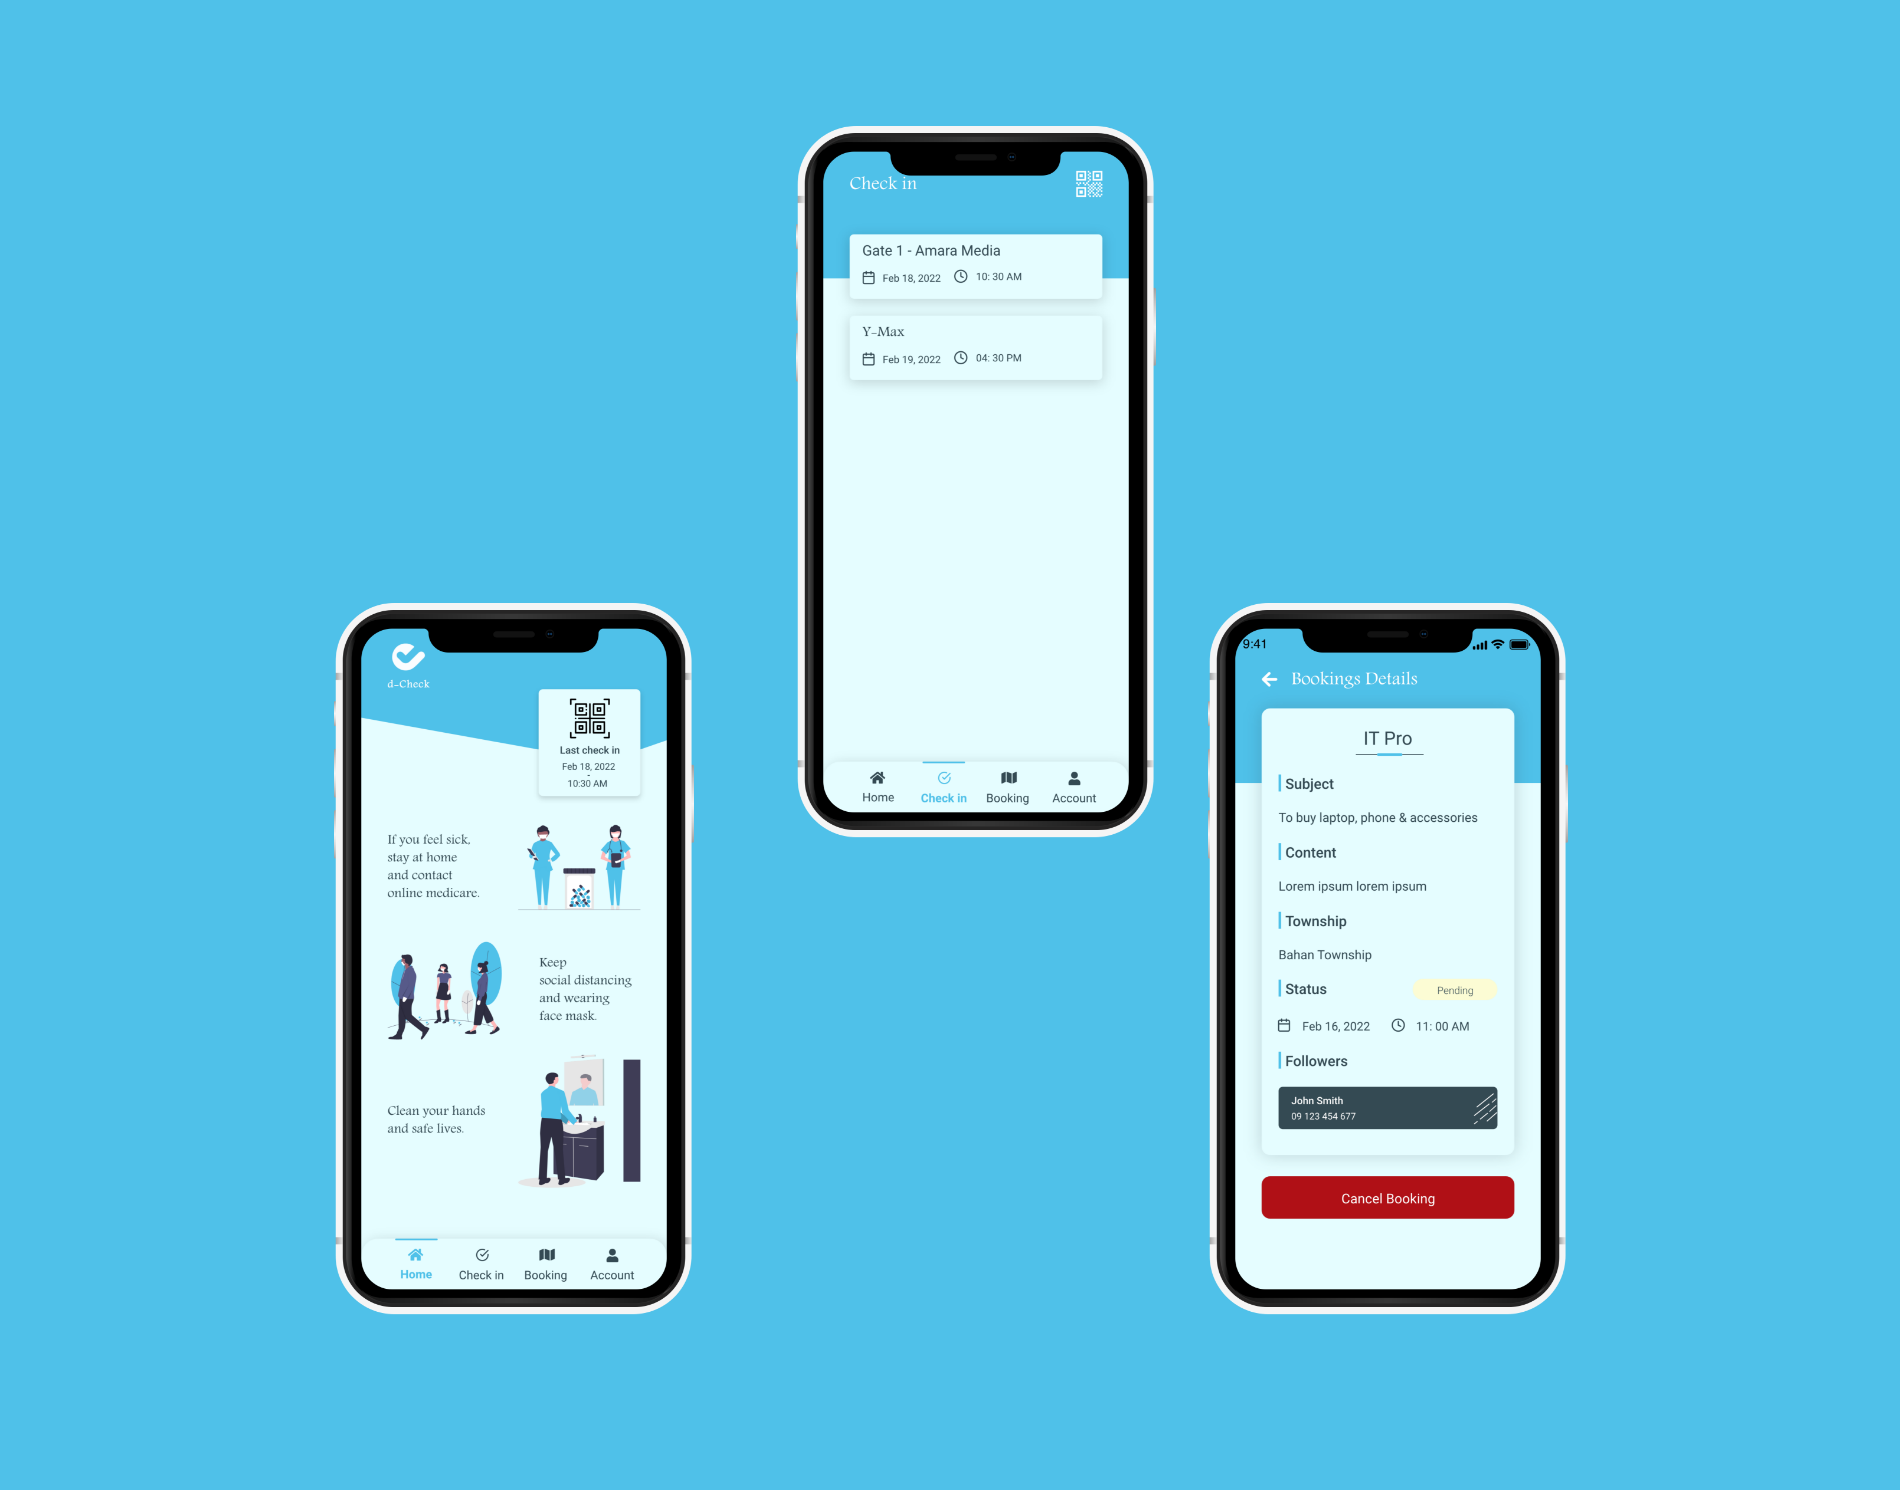 Check in
Gate 1 - Amara Media
Feb 18, 2022 10: 30 AM
Y-Max
Feb 19, 2022 04: 30 PM
Home Check in Booking Account
d-Check
Last check in
Feb 18, 2022
-
10:30 AM
If you feel sick,
stay at home
and contact
online medicare.
Keep
social distancing
and wearing
face mask.
Clean your hands
and safe lives.
Home Check in Booking Account
9:41
Bookings Details
IT Pro
Subject
To buy laptop, phone & accessories
Content
Lorem ipsum lorem ipsum
Township
Bahan Township
Status Pending
Feb 16, 2022 11: 00 AM
Followers
John Smith
09 123 454 677
Cancel Booking